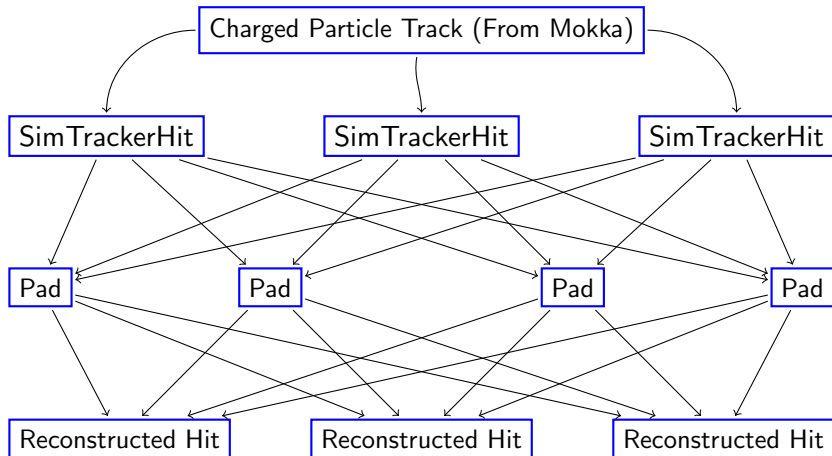 Charged Particle Track (From Mokka)
SimTrackerHit
SimTrackerHit
SimTrackerHit
Pad
Pad
Pad
Pad
Reconstructed Hit
Reconstructed Hit
Reconstructed Hit